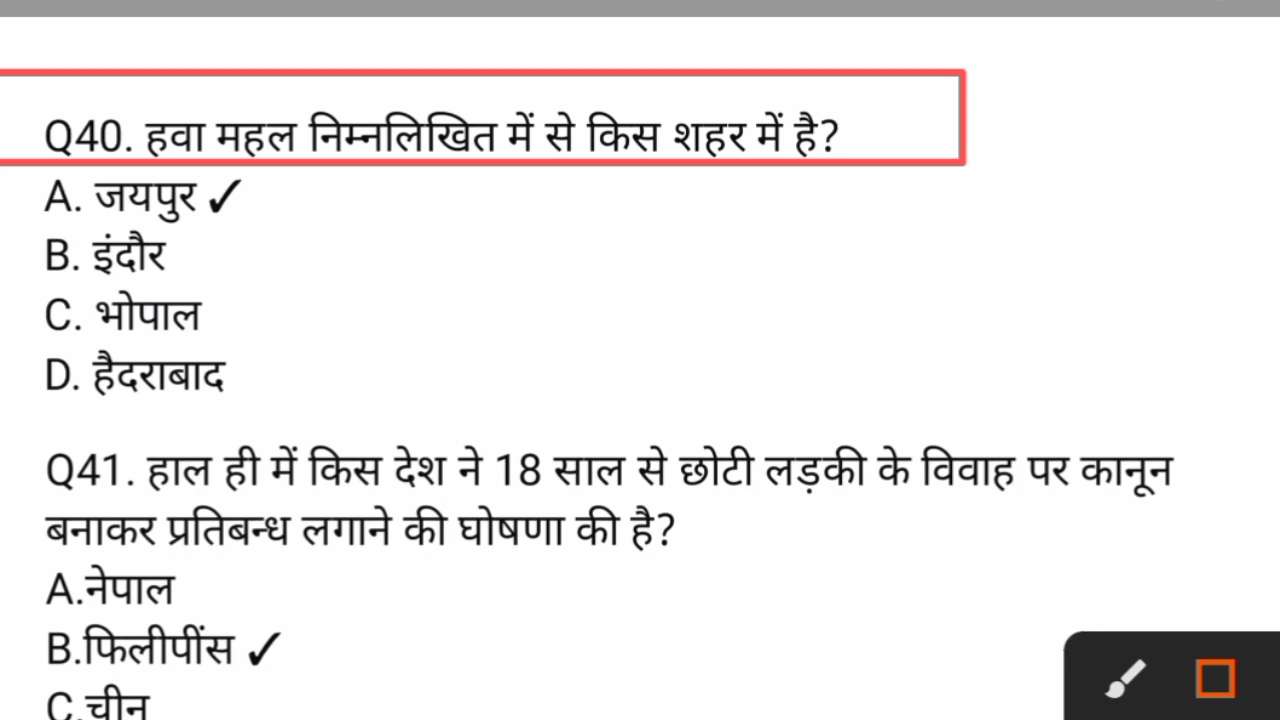 Q40. हवा महल निम्नलिखित में से किस शहर में है?
A. जयपुर ✓
B. इंदौर
C. भोपाल
D. हैदराबाद
Q41. हाल ही में किस देश ने 18 साल से छोटी लड़की के विवाह पर कानून
बनाकर प्रतिबन्ध लगाने की घोषणा की है?
A.नेपाल
B.फिलीपींस ✓
C.चीन